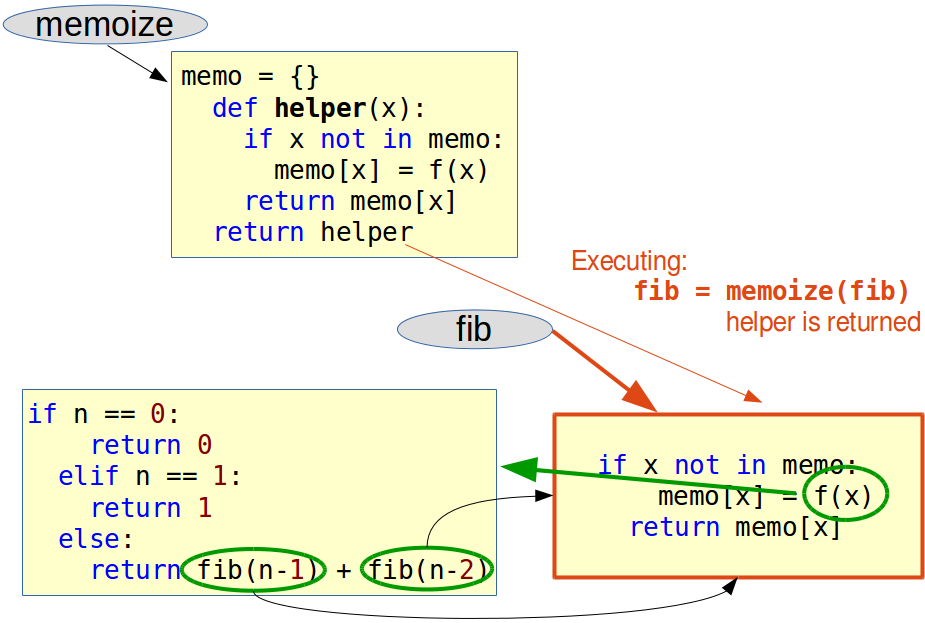 memoize
memo = {}
  def helper(x):
    if x not in memo:
      memo[x] = f(x)
    return memo[x]
  return helper
Executing:
fib = memoize(fib)
helper is returned
fib
if n == 0:
    return 0
  elif n == 1:
    return 1
  else:
    return fib(n-1) + fib(n-2)
if x not in memo:
    memo[x] = f(x)
  return memo[x]